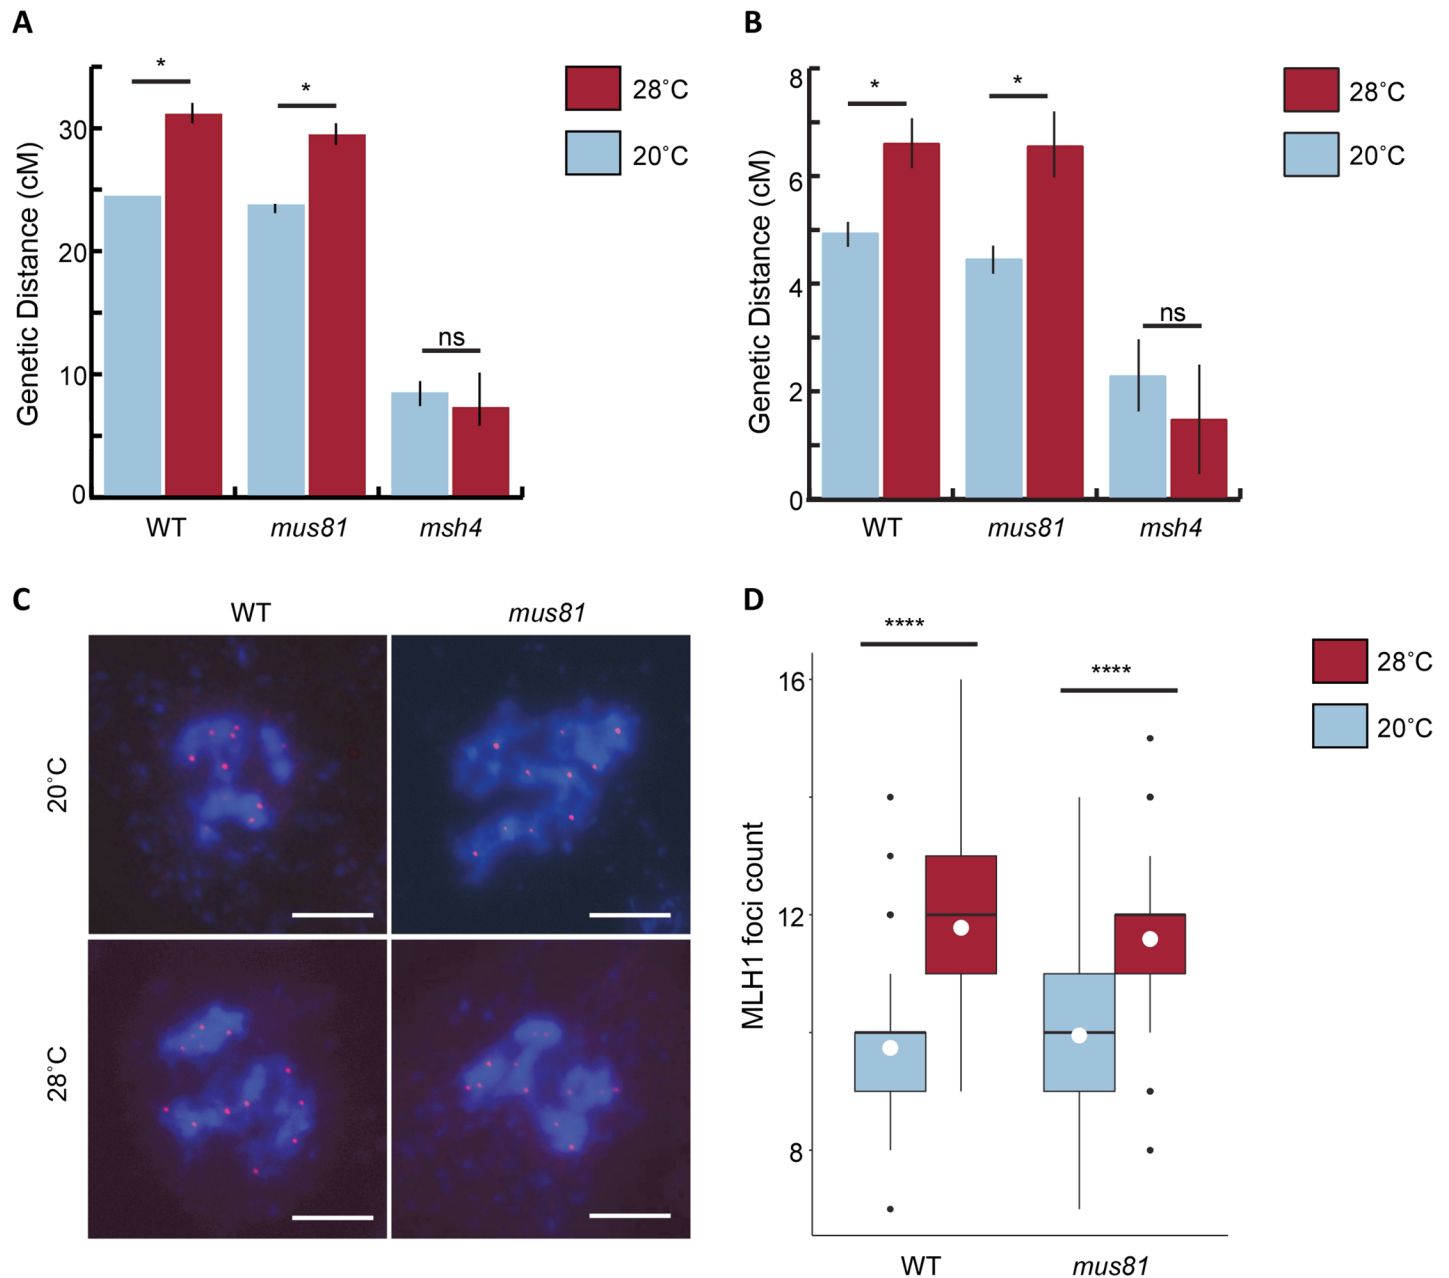 A
*
*
ns
28˚C
20˚C
Genetic Distance (cM)
30
20
10
0
WT
mus81
msh4
B
*
*
ns
28˚C
20˚C
Genetic Distance (cM)
8
6
4
2
0
WT
mus81
msh4
C
WT
mus81
20˚C
28˚C
D
****
****
28˚C
20˚C
MLH1 foci count
16
12
8
WT
mus81